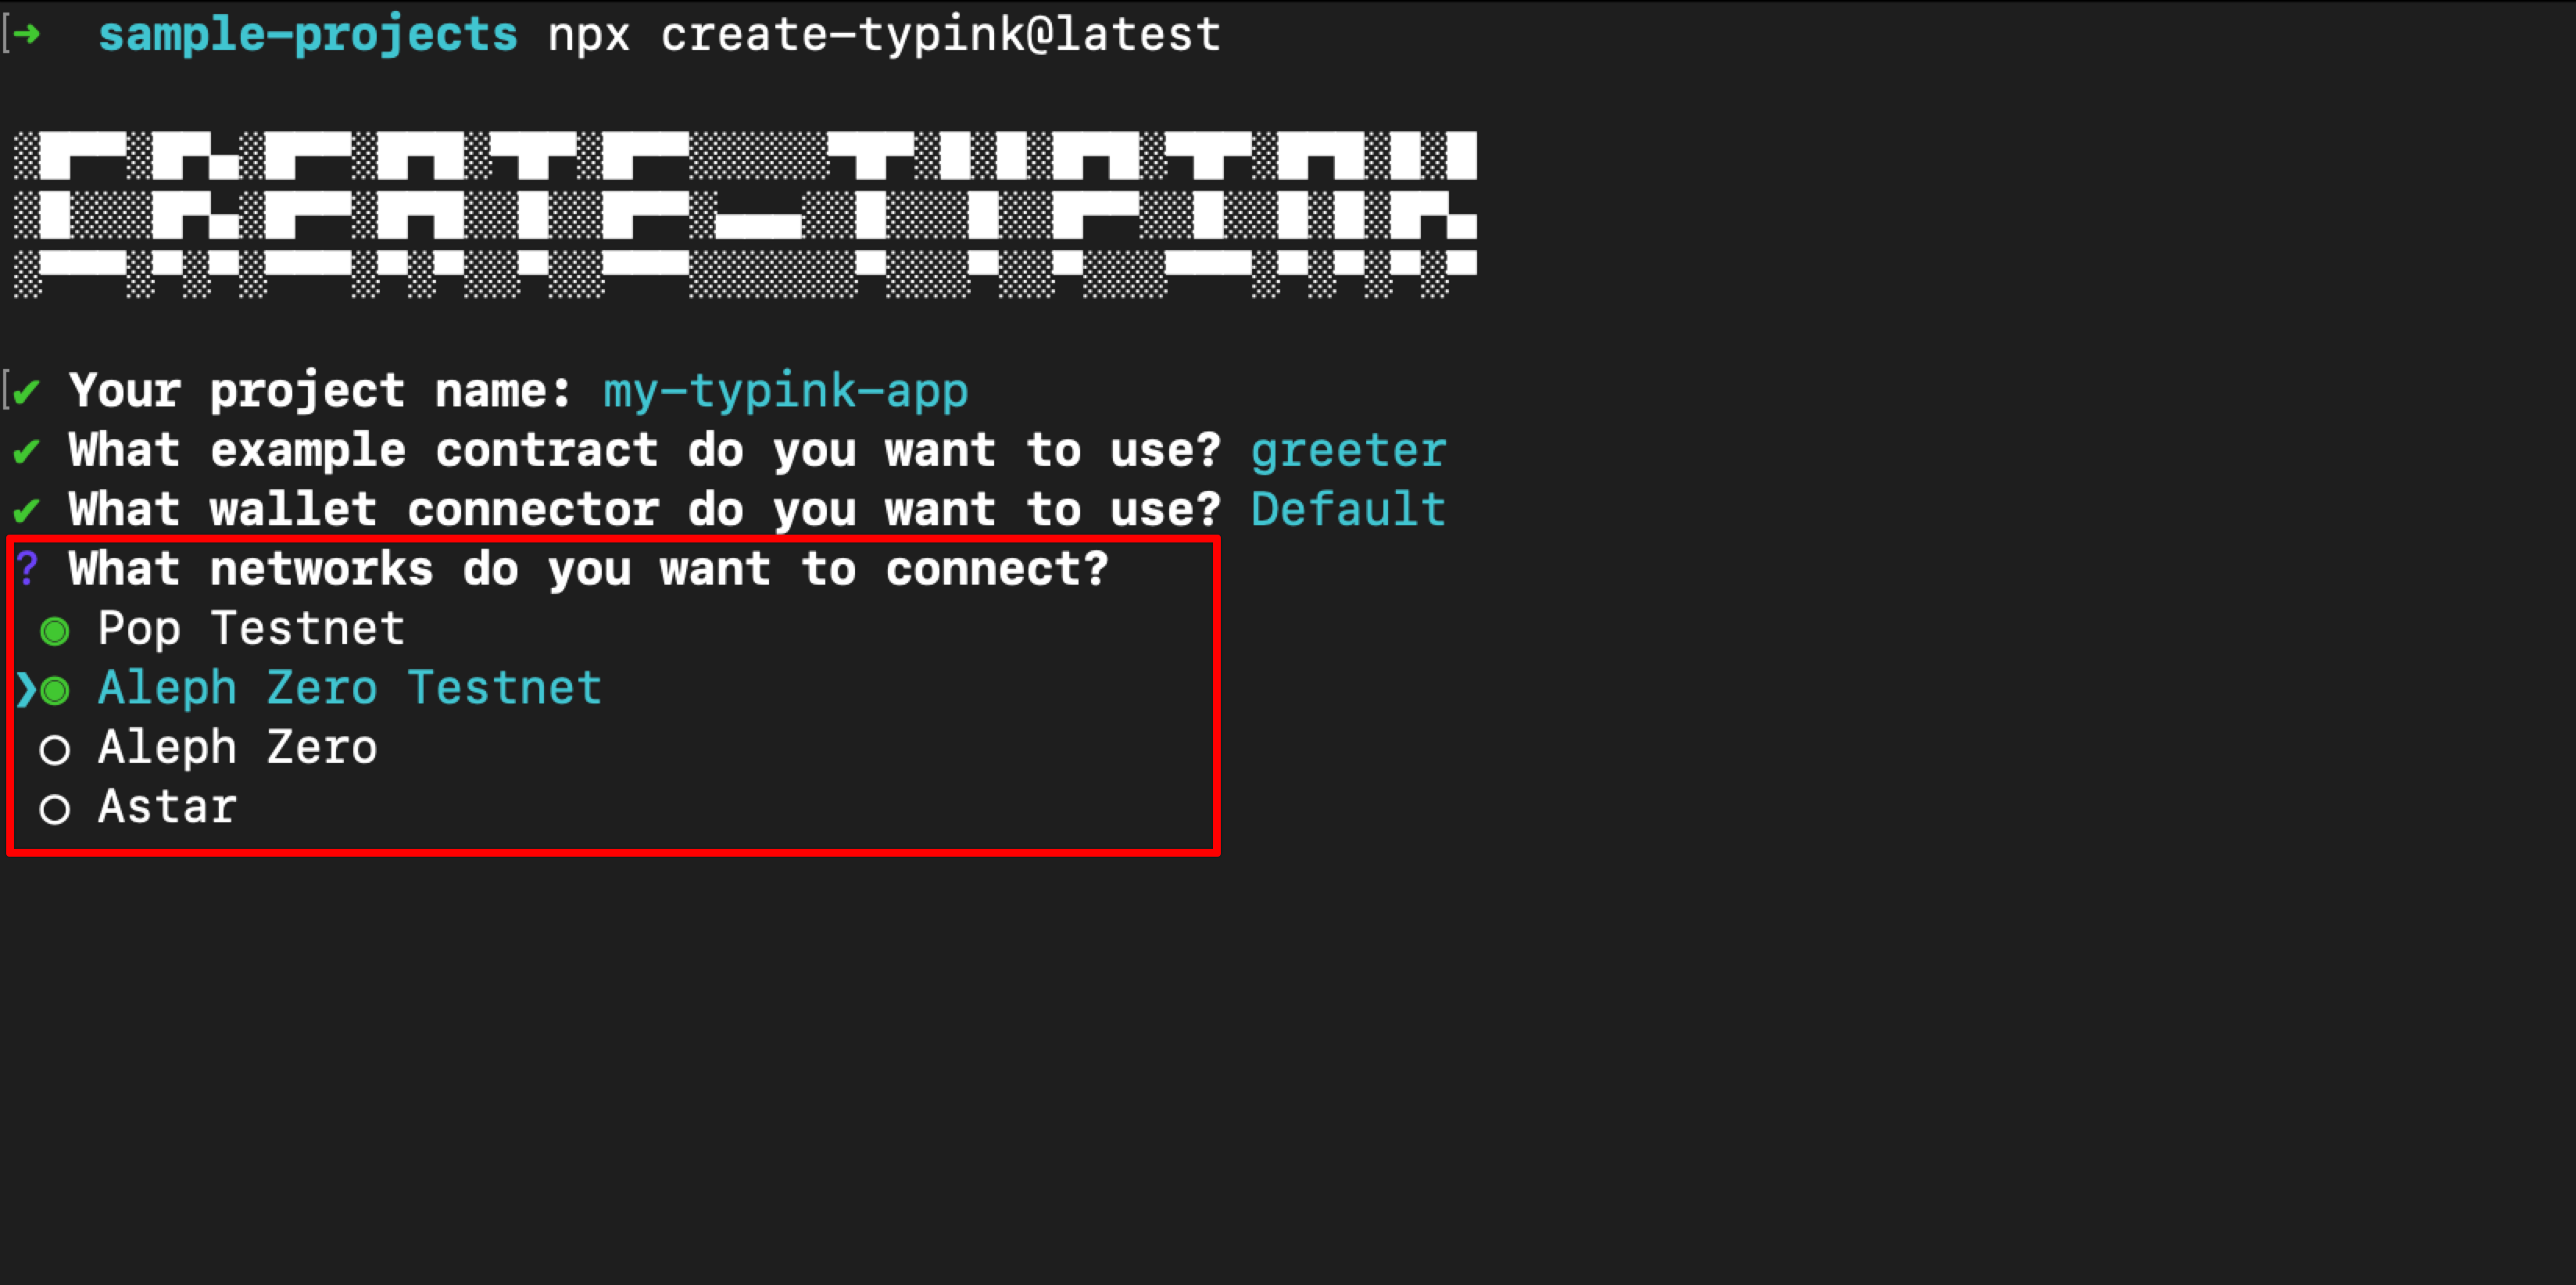 → sample-projects npx create-typink@latest
CREATE-TYPINK
✔ Your project name: my-typink-app
✔ What example contract do you want to use? greeter
✔ What wallet connector do you want to use? Default
? What networks do you want to connect?
◉ Pop Testnet
❯◉ Aleph Zero Testnet
◯ Aleph Zero
◯ Astar